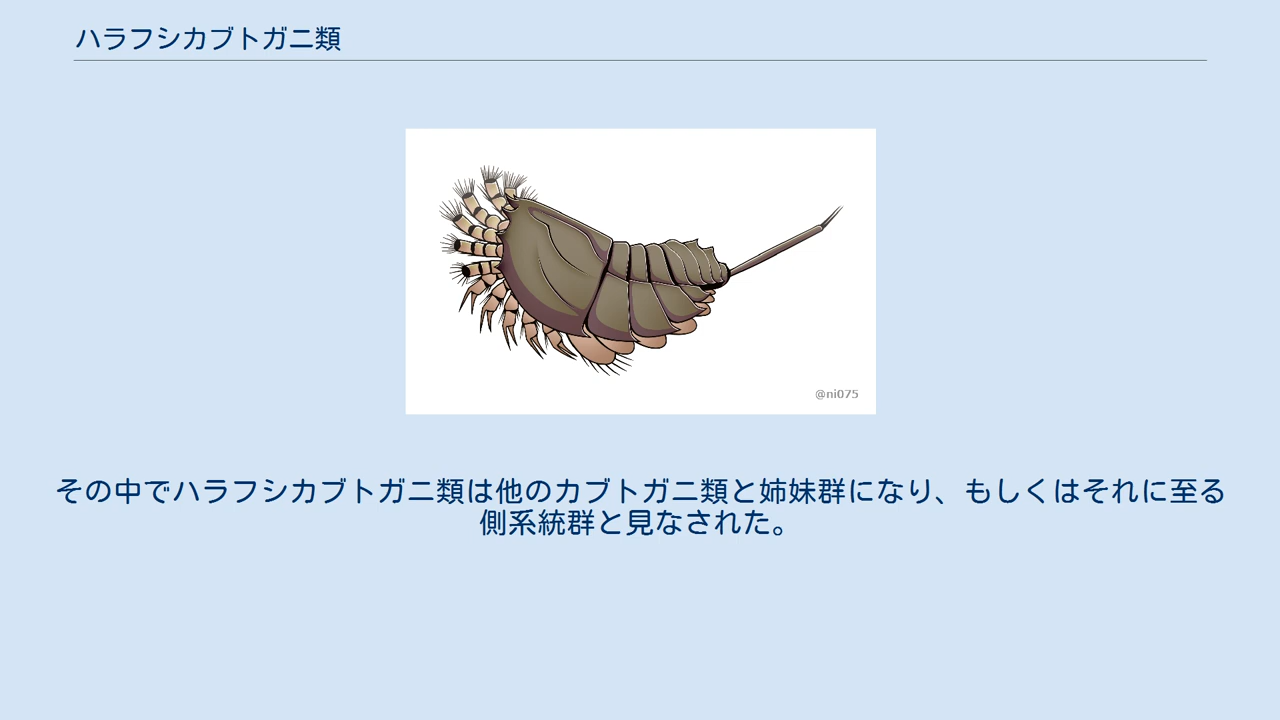 ハラフシカブトガニ類
@ni075
その中でハラフシカブトガニ類は他のカブトガニ類と姉妹群になり、もしくはそれに至る
側系統群と見なされた。